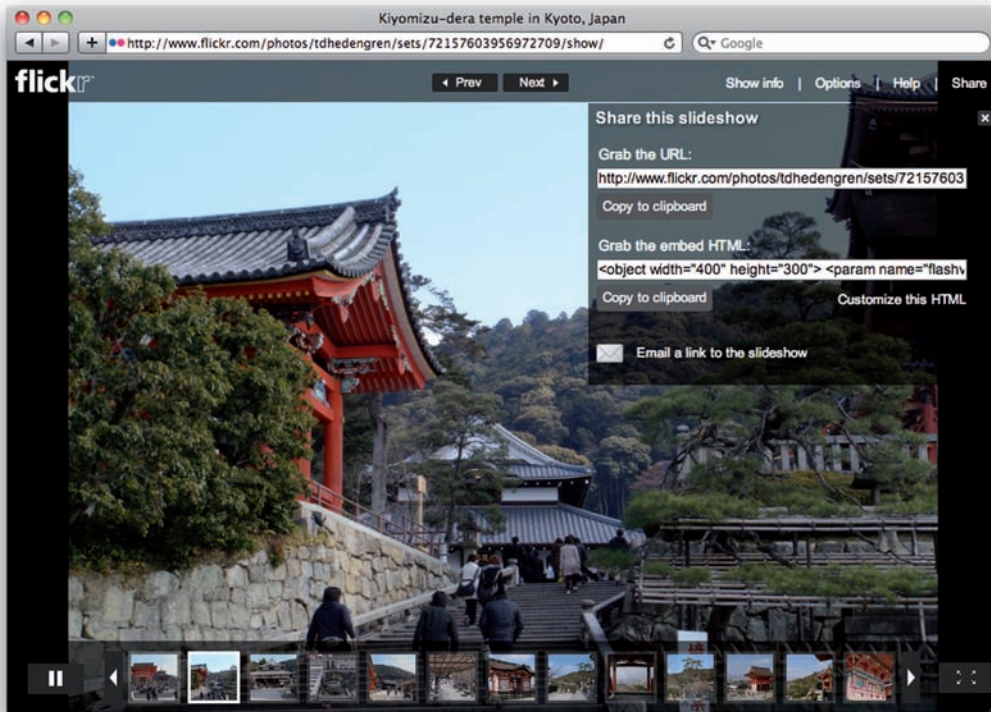 Kiyomizu-dera temple in Kyoto, Japan
http://www.flickr.com/photos/tdhedengren/sets/72157603956972709/show/
Google
flickr
Prev Next Show info | Options | Help | Share
Share this slideshow
Grab the URL:
http://www.flickr.com/photos/tdhedengren/sets/72157603
Copy to clipboard
Grab the embed HTML:
<object width="400" height="300"> <param name="flashv
Copy to clipboard Customize this HTML
Email a link to the slideshow
境